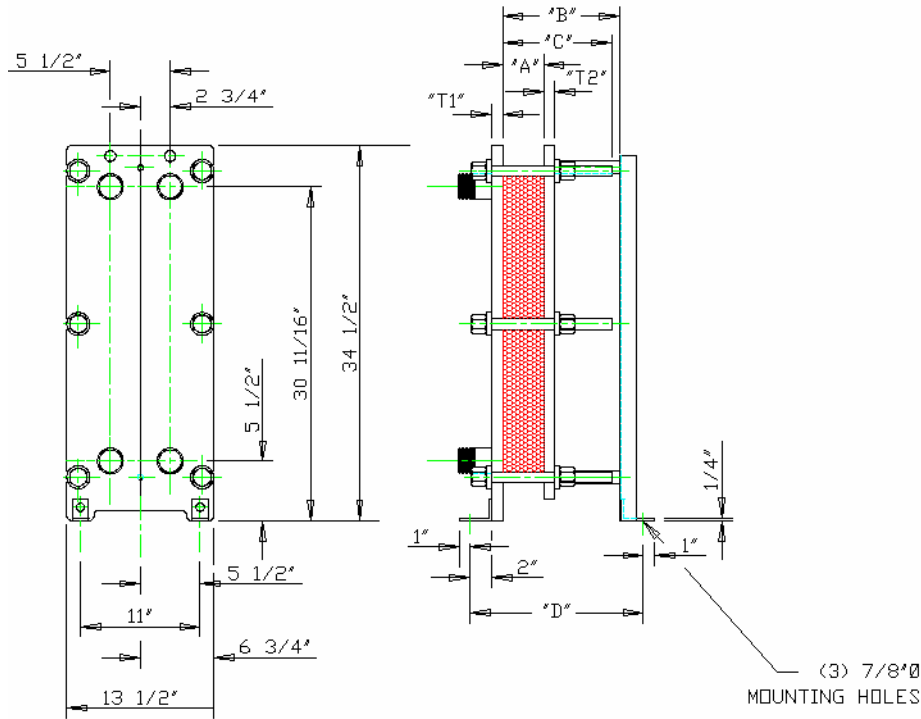 "B"
"C"
5 1/2"
"A"
"T2"
2 3/4"
"T1"
30 11/16"
34 1/2"
5 1/2"
1/4"
1"
1"
5 1/2"
2"
11"
"D"
6 3/4"
13 1/2"
(3) 7/8"Ø
MOUNTING HOLES